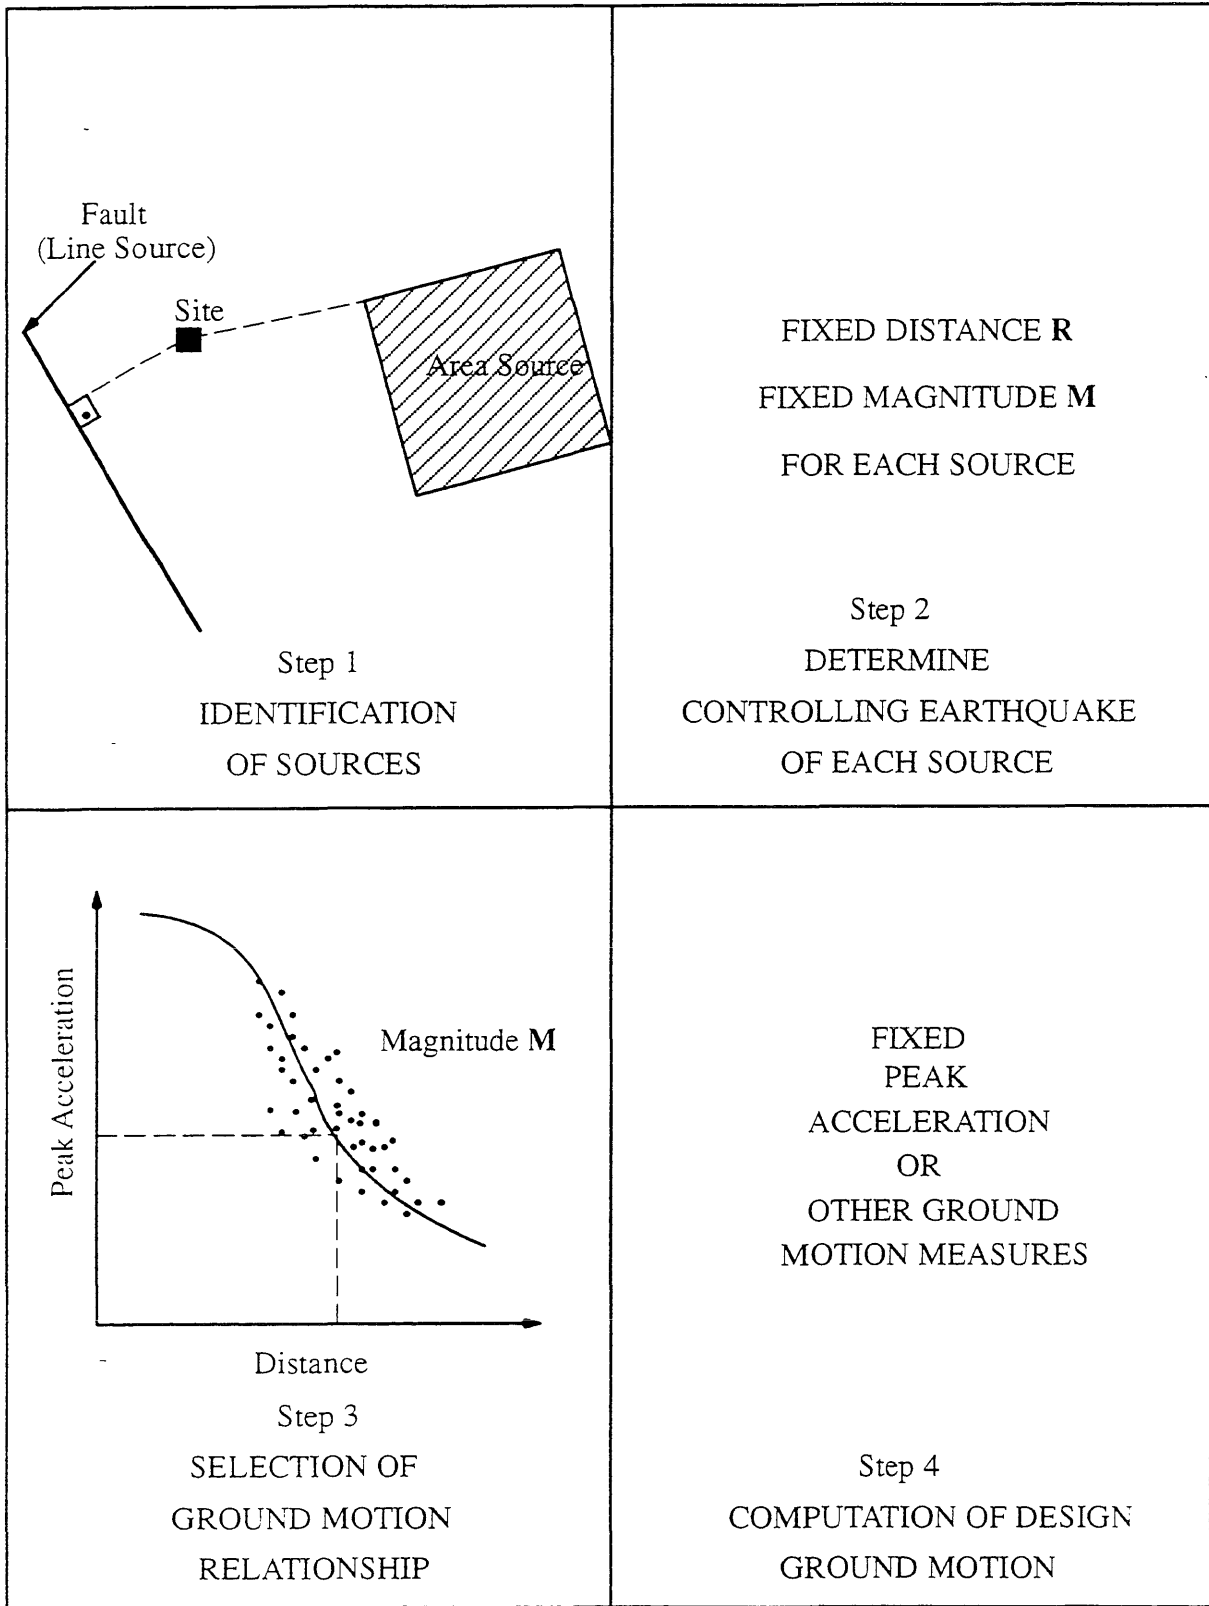 Fault
(Line Source)
Site
Area Source
Step 1
IDENTIFICATION
OF SOURCES
FIXED DISTANCE R
FIXED MAGNITUDE M
FOR EACH SOURCE
Step 2
DETERMINE
CONTROLLING EARTHQUAKE
OF EACH SOURCE
Peak Acceleration
Magnitude M
Distance
Step 3
SELECTION OF
GROUND MOTION
RELATIONSHIP
FIXED
PEAK
ACCELERATION
OR
OTHER GROUND
MOTION MEASURES
Step 4
COMPUTATION OF DESIGN
GROUND MOTION